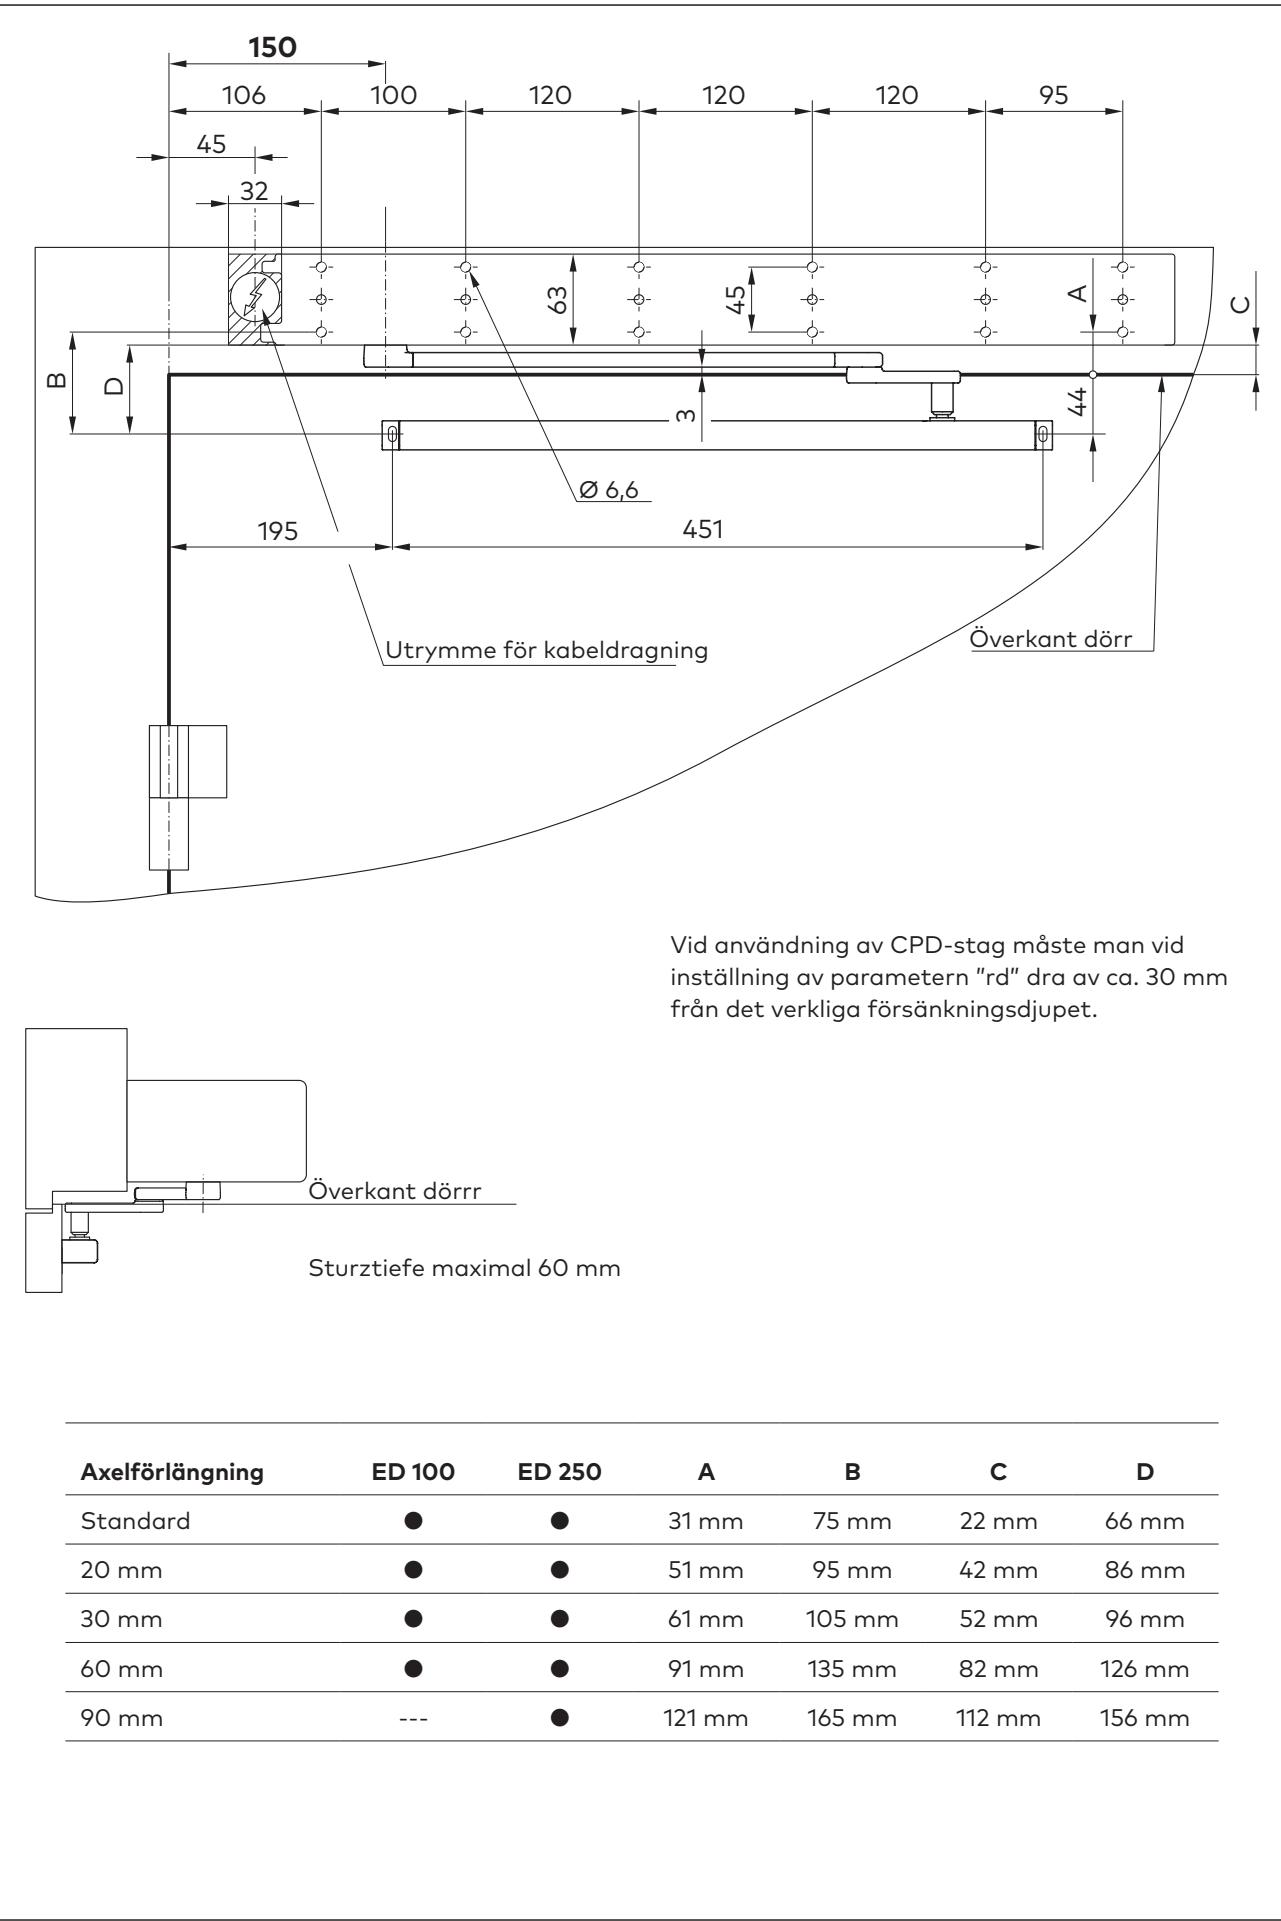 150
106 100 120 120 120 95
45
32
63
45
A
C
B
D
3
44
Ø 6,6
195
451
Utrymme för kabeldragning
Överkant dörr
Vid användning av CPD-stag måste man vid
inställning av parametern "rd" dra av ca. 30 mm
från det verkliga försänkningsdjupet.
Överkant dörrr
Sturztiefe maximal 60 mm
Axelförlängning ED 100 ED 250 A B C D
Standard ● ● 31 mm 75 mm 22 mm 66 mm
20 mm ● ● 51 mm 95 mm 42 mm 86 mm
30 mm ● ● 61 mm 105 mm 52 mm 96 mm
60 mm ● ● 91 mm 135 mm 82 mm 126 mm
90 mm --- ● 121 mm 165 mm 112 mm 156 mm